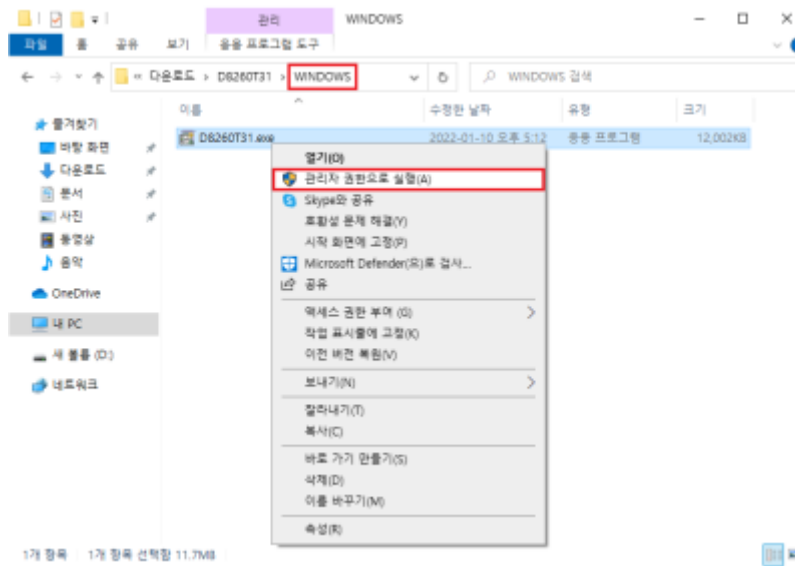 관리 WINDOWS
파일 홈 공유 보기 응용 프로그램 도구
« 다운로드 › D8260T31 › WINDOWS
WINDOWS 검색
이름 수정한 날짜 유형 크기
D8260T31.exe 2022-01-10 오후 5:12 응용 프로그램 12,002KB
즐겨찾기
바탕 화면
다운로드
문서
사진
동영상
음악
OneDrive
내 PC
새 볼륨 (D:)
네트워크
열기(O)
관리자 권한으로 실행(A)
Skype와 공유
호환성 문제 해결(Y)
시작 화면에 고정(P)
Microsoft Defender(으)로 검사...
공유
액세스 권한 부여 (G)
작업 표시줄에 고정(K)
이전 버전 복원(V)
보내기(N)
잘라내기(T)
복사(C)
바로 가기 만들기(S)
삭제(D)
이름 바꾸기(M)
속성(R)
1개 항목 1개 항목 선택함 11.7MB